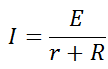 I = E / (r + R)